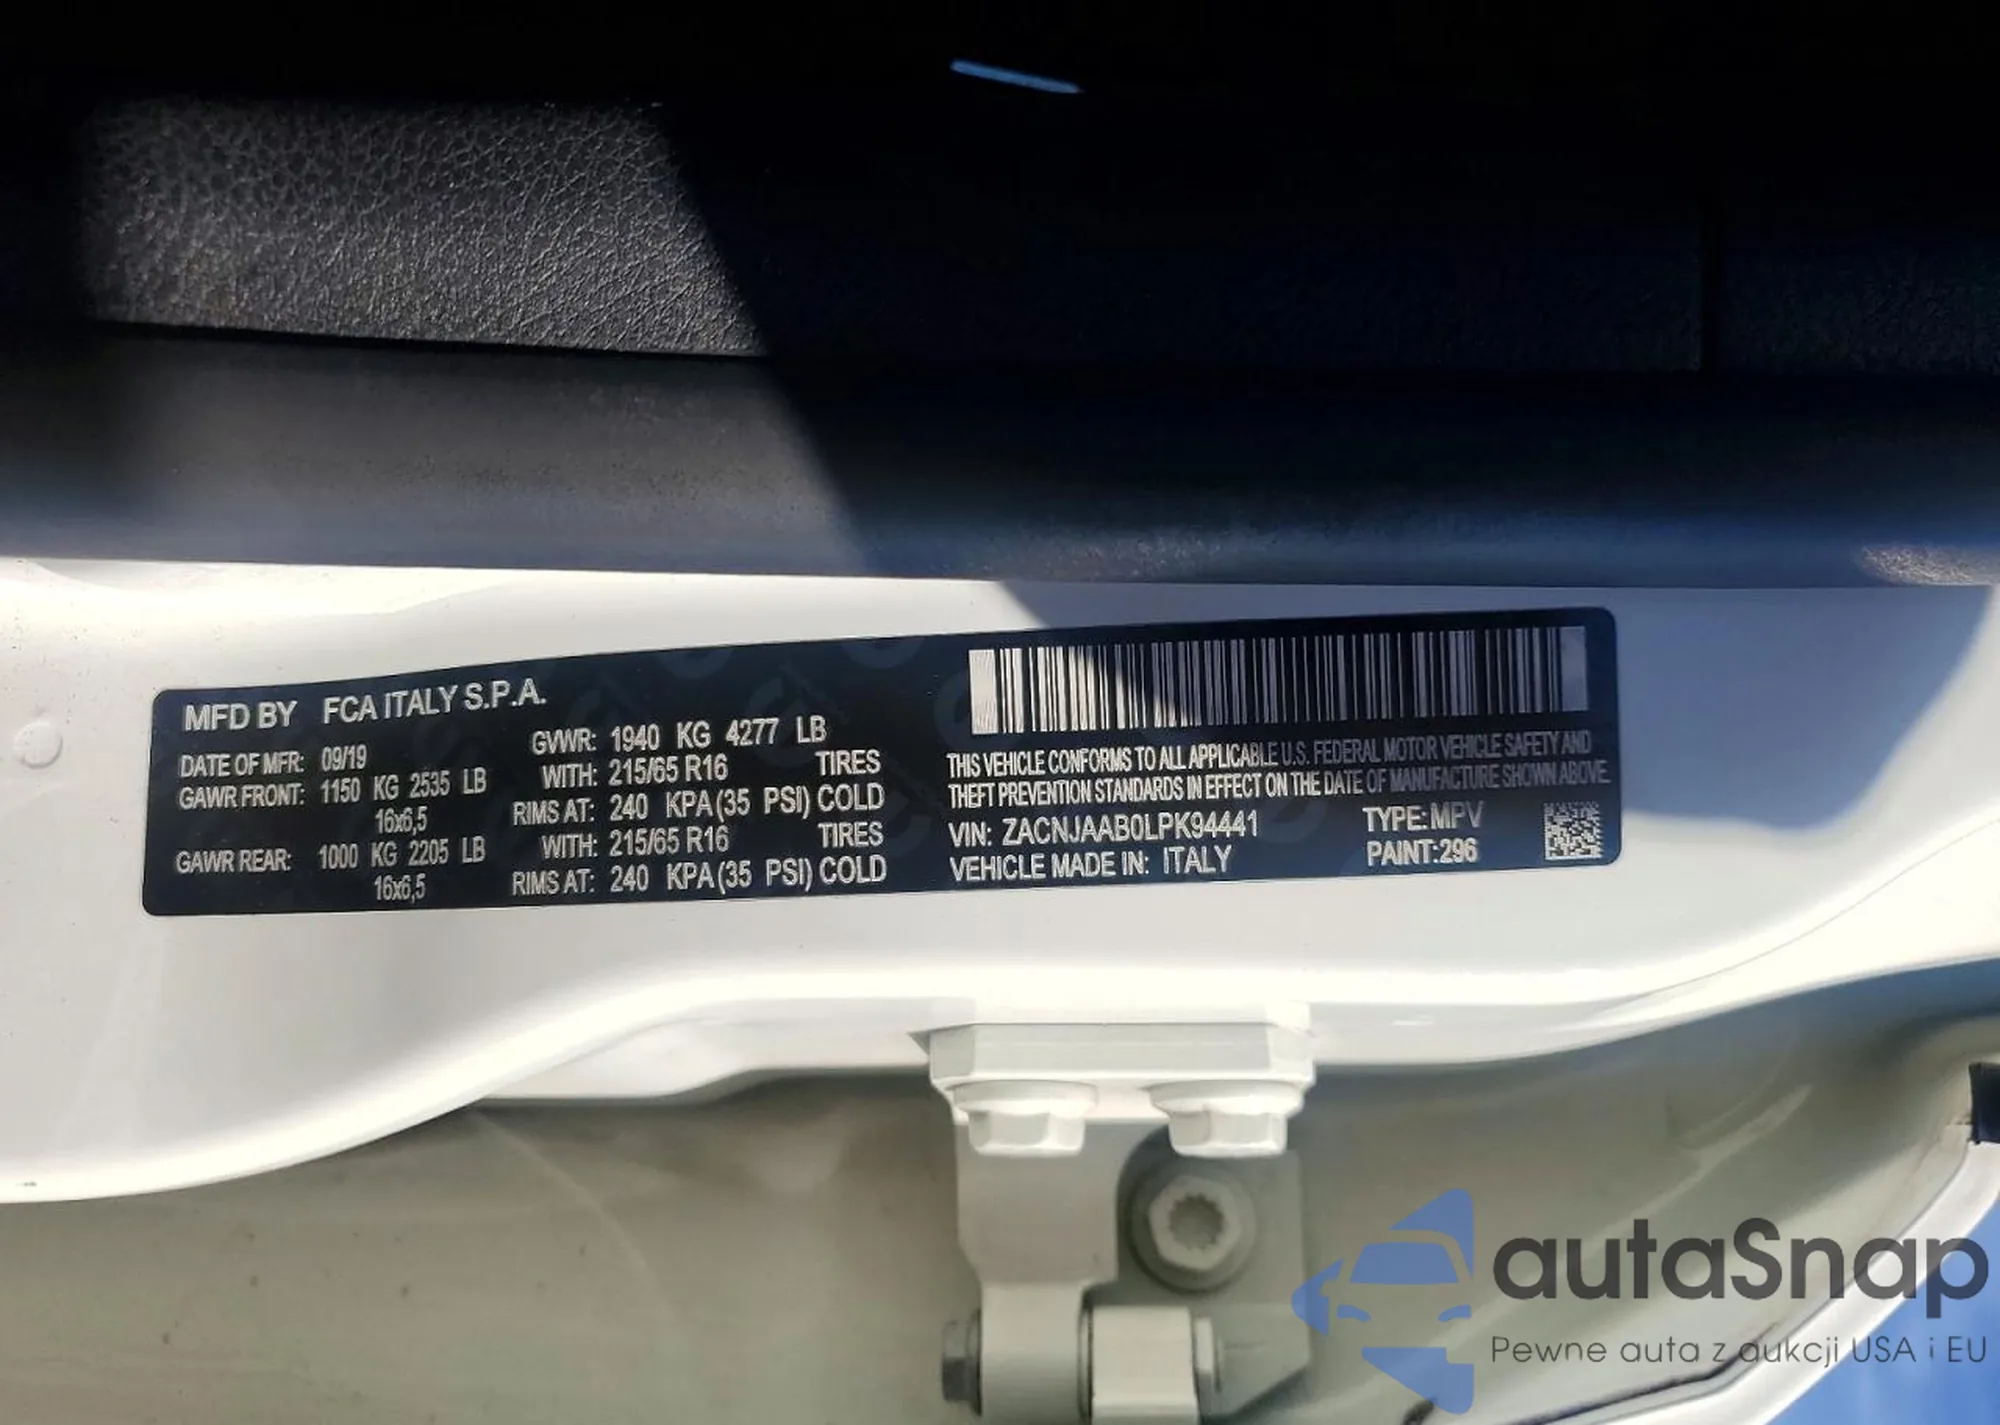 MFD BY FCA ITALY S.P.A.
DATE OF MFR: 09/19 GVWR: 1940 KG 4277 LB
GAWR FRONT: 1150 KG 2535 LB WITH: 215/65 R16 TIRES
16x6,5 RIMS AT: 240 KPA (35 PSI) COLD
GAWR REAR: 1000 KG 2205 LB WITH: 215/65 R16 TIRES
16x6,5 RIMS AT: 240 KPA (35 PSI) COLD
THIS VEHICLE CONFORMS TO ALL APPLICABLE U.S. FEDERAL MOTOR VEHICLE SAFETY AND
THEFT PREVENTION STANDARDS IN EFFECT ON THE DATE OF MANUFACTURE SHOWN ABOVE.
VIN: ZACNJAAB0LPK94441 TYPE: MPV
VEHICLE MADE IN: ITALY PAINT: 296
autaSnap
Pewne auta z aukcji USA i EU